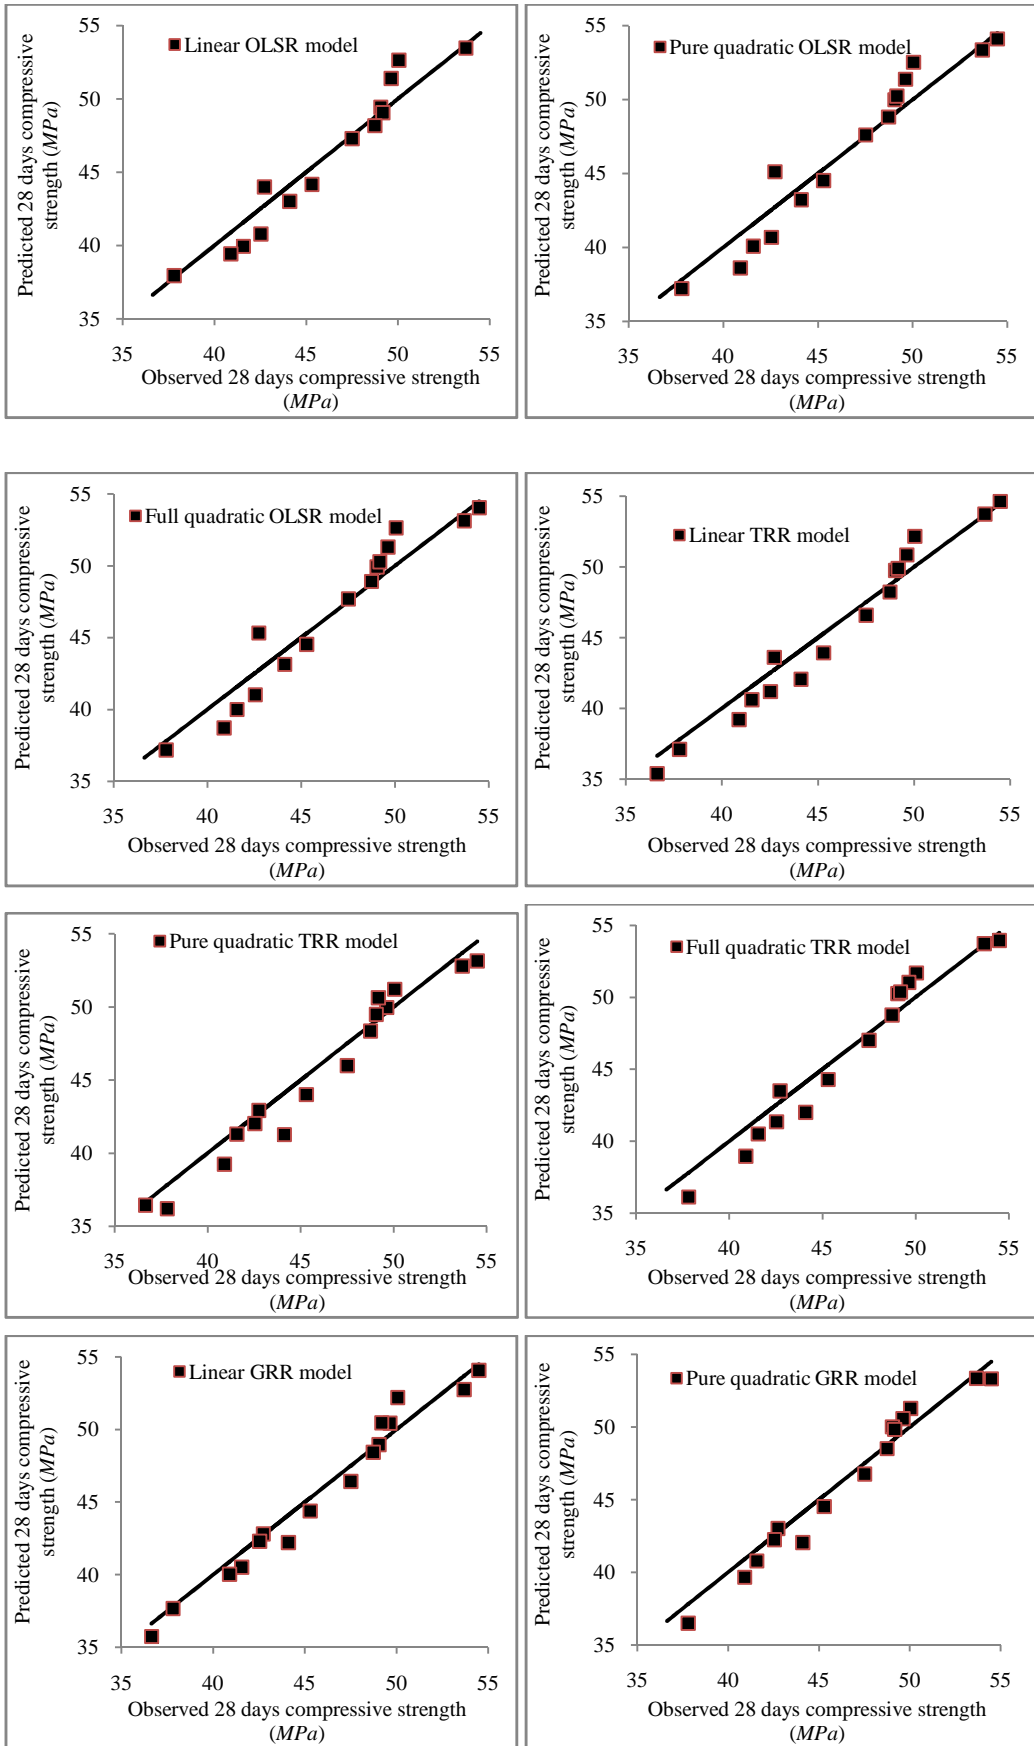 Linear OLSR model
Predicted 28 days compressive
strength (MPa)
55
50
45
40
35
35 40 45 50 55
Observed 28 days compressive strength
(MPa)
Pure quadratic OLSR model
Predicted 28 days compressive
strength (MPa)
55
50
45
40
35
35 40 45 50 55
Observed 28 days compressive strength
(MPa)
Full quadratic OLSR model
Predicted 28 days compressive
strength (MPa)
55
50
45
40
35
35 40 45 50 55
Observed 28 days compressive strength
(MPa)
Linear TRR model
Predicted 28 days compressive
strength (MPa)
55
50
45
40
35
35 40 45 50 55
Observed 28 days compressive strength
(MPa)
Pure quadratic TRR model
Predicted 28 days compressive
strength (MPa)
55
50
45
40
35
35 40 45 50 55
Observed 28 days compressive strength
(MPa)
Full quadratic TRR model
Predicted 28 days compressive
strength (MPa)
55
50
45
40
35
35 40 45 50 55
Observed 28 days compressive strength
(MPa)
Linear GRR model
Predicted 28 days compressive
strength (MPa)
55
50
45
40
35
35 40 45 50 55
Observed 28 days compressive strength
(MPa)
Pure quadratic GRR model
Predicted 28 days compressive
strength (MPa)
55
50
45
40
35
35 40 45 50 55
Observed 28 days compressive strength
(MPa)